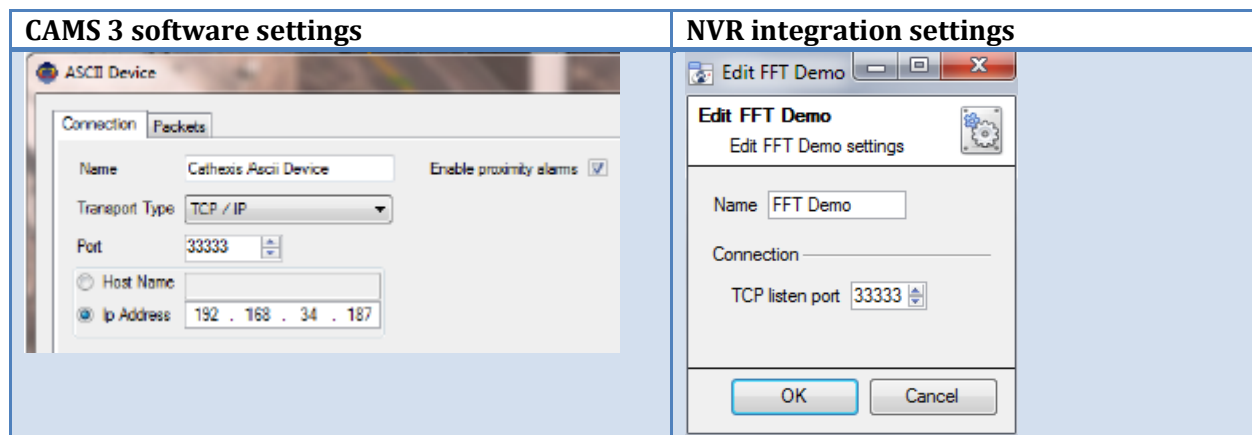 CAMS 3 software settings
NVR integration settings
ASCII Device
Connection Packets
Name Cathexis Ascii Device Enable proximity alarms
Transport Type TCP / IP
Port 33333
Host Name
Ip Address 192 . 168 . 34 . 187
Edit FFT Demo
Edit FFT Demo
Edit FFT Demo settings
Name FFT Demo
Connection
TCP listen port 33333
OK Cancel